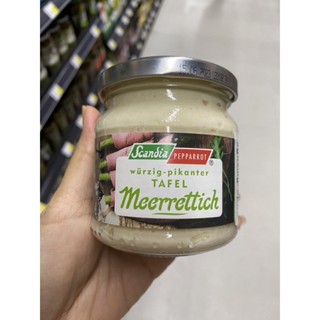 Scandia PEPPARROT®
würzig-pikanter
TAFEL
Meerrettich